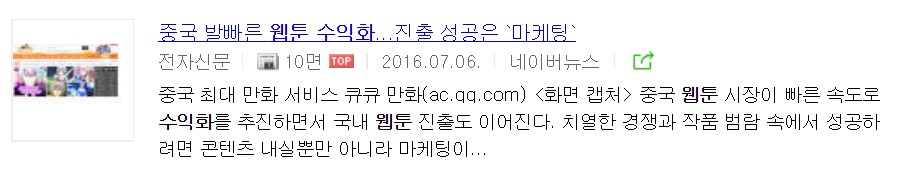 중국 발빠른 웹툰 수익화...진출 성공은 `마케팅`
전자신문 10면 TOP 2016.07.06. 네이버뉴스
중국 최대 만화 서비스 큐큐 만화(ac.qq.com) <화면 캡처> 중국 웹툰 시장이 빠른 속도로
수익화를 추진하면서 국내 웹툰 진출도 이어진다. 치열한 경쟁과 작품 범람 속에서 성공하
려면 콘텐츠 내실뿐만 아니라 마케팅이...